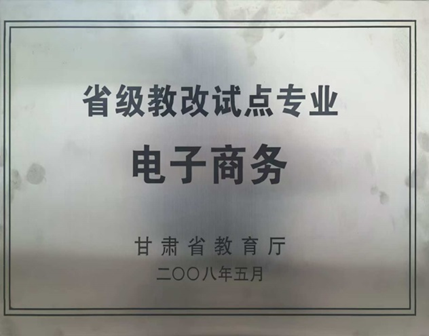 省级教改试点专业
电子商务
甘肃省教育厅
二〇〇八年五月